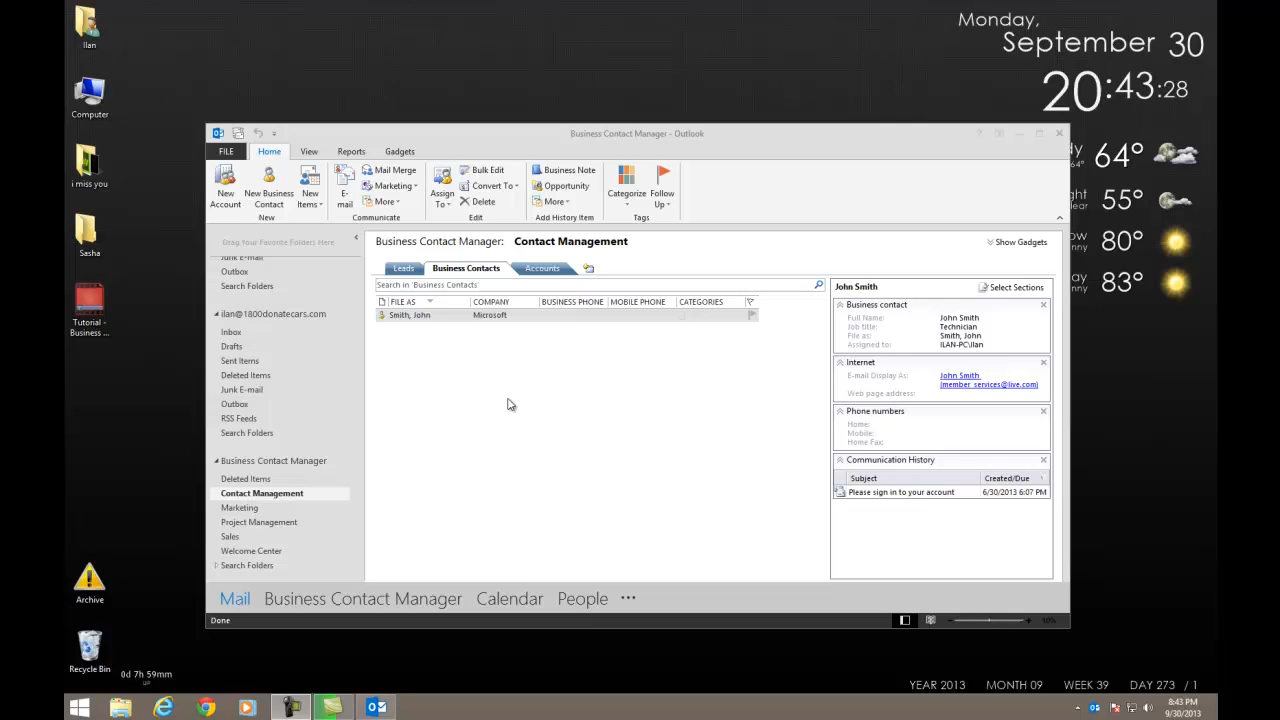 Ilan
Computer
i miss you
Sasha
Tutorial -
Business ...
Archive
Recycle Bin
0d 7h 59mm
up
Monday,
September 30
20:43:28
64°
64°
55°
80°
83°
Business Contact Manager - Outlook
FILE
Home
View
Reports
Gadgets
New
Account
New Business
Contact
New
Items
New
E-
mail
Mail Merge
Marketing
More
Communicate
Assign
To
Bulk Edit
Convert To
Delete
Edit
Business Note
Opportunity
More
Add History Item
Categorize
Follow
Up
Tags
Drag Your Favorite Folders Here
Junk E-mail
Outbox
Search Folders
ilan@1800donatecars.com
Inbox
Drafts
Sent Items
Deleted Items
Junk E-mail
Outbox
RSS Feeds
Search Folders
Business Contact Manager
Deleted Items
Contact Management
Marketing
Project Management
Sales
Welcome Center
Search Folders
Business Contact Manager: Contact Management
Show Gadgets
Leads
Business Contacts
Accounts
Search in 'Business Contacts'
FILE AS COMPANY BUSINESS PHONE MOBILE PHONE CATEGORIES
Smith, John Microsoft
John Smith
Select Sections
Business contact
Full Name: John Smith
Job title: Technician
File as: Smith, John
Assigned to: ILAN-PC\Ilan
Internet
E-mail Display As: John Smith
(member_services@live.com)
Web page address:
Phone numbers
Home:
Mobile:
Home Fax:
Communication History
Subject Created/Due
Please sign in to your account 6/30/2013 6:07 PM
Mail Business Contact Manager Calendar People •••
Done
10%
YEAR 2013 MONTH 09 WEEK 39 DAY 273 / 1
8:43 PM
9/30/2013